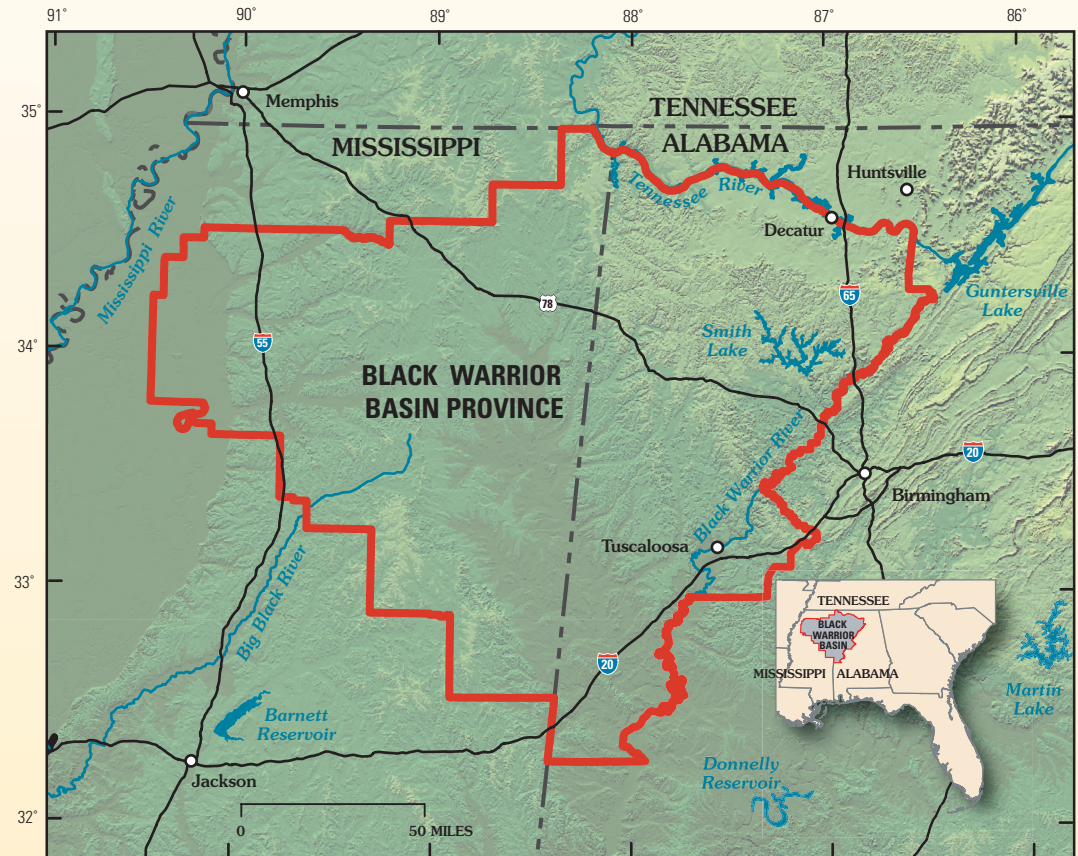 91°
90°
89°
88°
87°
86°
35°
34°
33°
32°
Memphis
TENNESSEE
MISSISSIPPI
ALABAMA
Huntsville
Tennessee River
Decatur
Mississippi River
Guntersville
Lake
78
65
55
Smith
Lake
BLACK WARRIOR
BASIN PROVINCE
Black Warrior River
20
Birmingham
Tuscaloosa
Big Black River
20
TENNESSEE
BLACK
WARRIOR
BASIN
MISSISSIPPI
ALABAMA
Martin
Lake
Barnett
Reservoir
Donnelly
Reservoir
Jackson
0
50 MILES